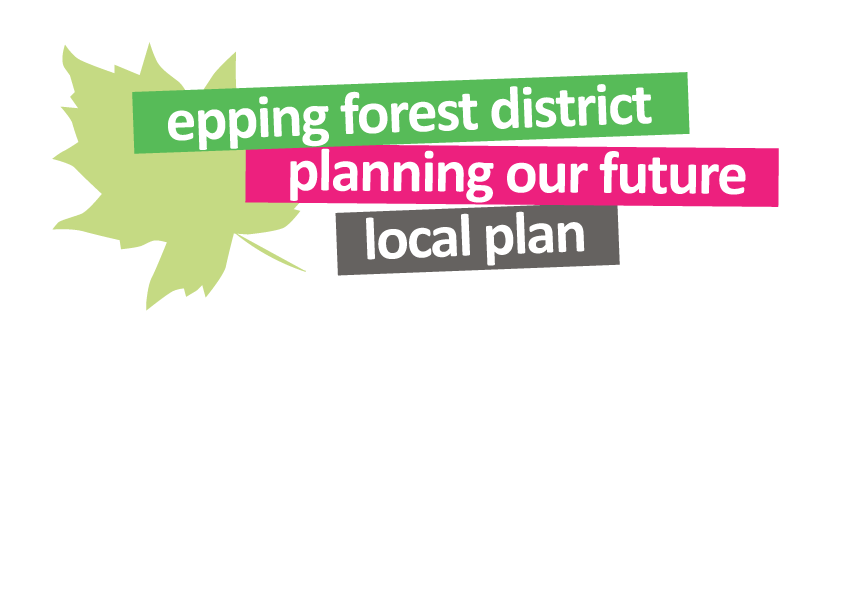 epping forest district
planning our future
local plan